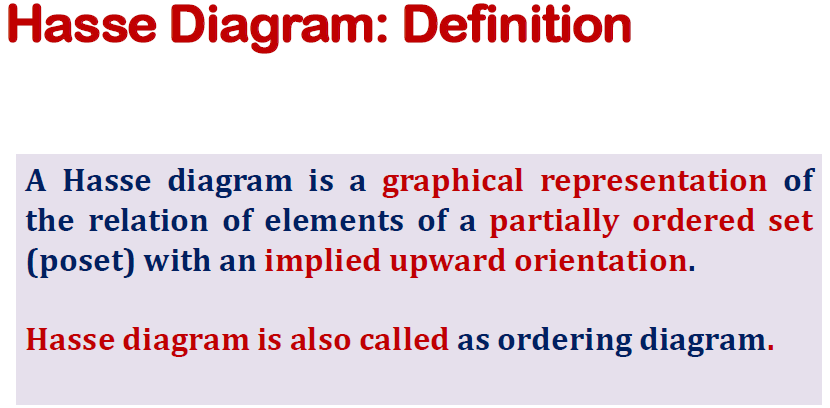 Hasse Diagram: Definition
A Hasse diagram is a graphical representation of
the relation of elements of a partially ordered set
(poset) with an implied upward orientation.
Hasse diagram is also called as ordering diagram.